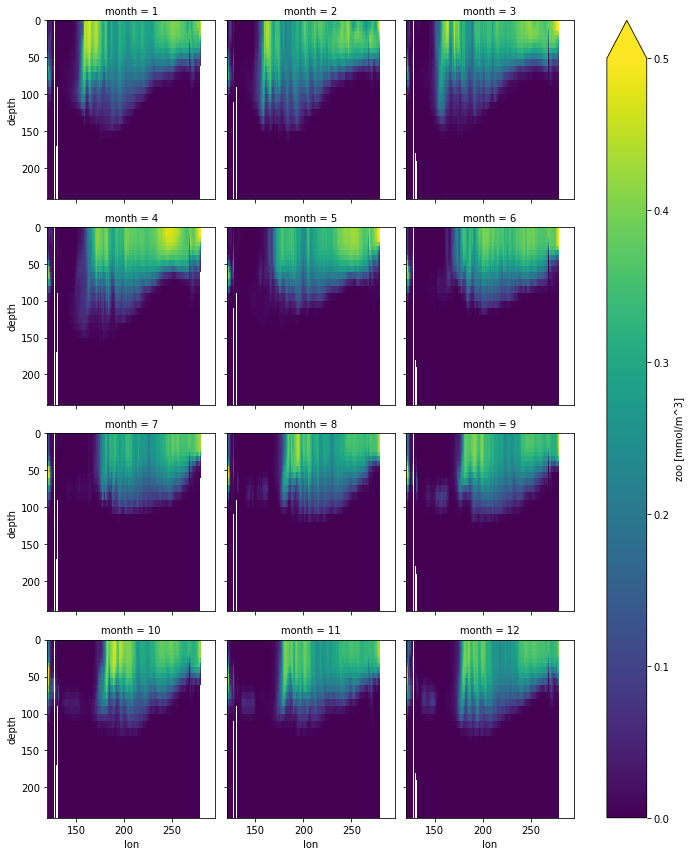 month = 1 month = 2 month = 3
0
50
100
150
200
depth
month = 4 month = 5 month = 6
0
50
100
150
200
depth
month = 7 month = 8 month = 9
0
50
100
150
200
depth
month = 10 month = 11 month = 12
0
50
100
150
200
depth
150 200 250 150 200 250 150 200 250
lon lon lon
0.5
0.4
0.3
0.2
0.1
0.0
zoo [mmol/m^3]